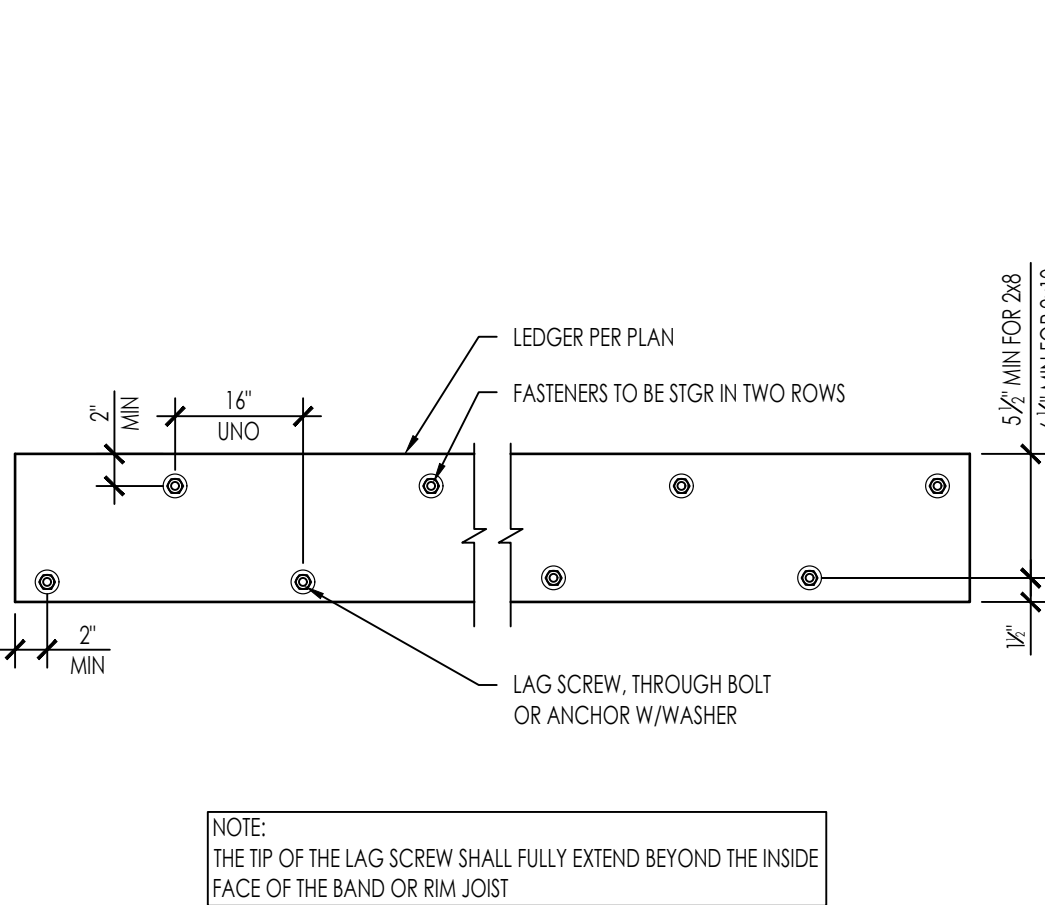 5½" MIN FOR 2x8
LEDGER PER PLAN
FASTENERS TO BE STGR IN TWO ROWS
2"
MIN
16"
UNO
2"
MIN
1½"
LAG SCREW, THROUGH BOLT
OR ANCHOR W/WASHER
NOTE:
THE TIP OF THE LAG SCREW SHALL FULLY EXTEND BEYOND THE INSIDE
FACE OF THE BAND OR RIM JOIST